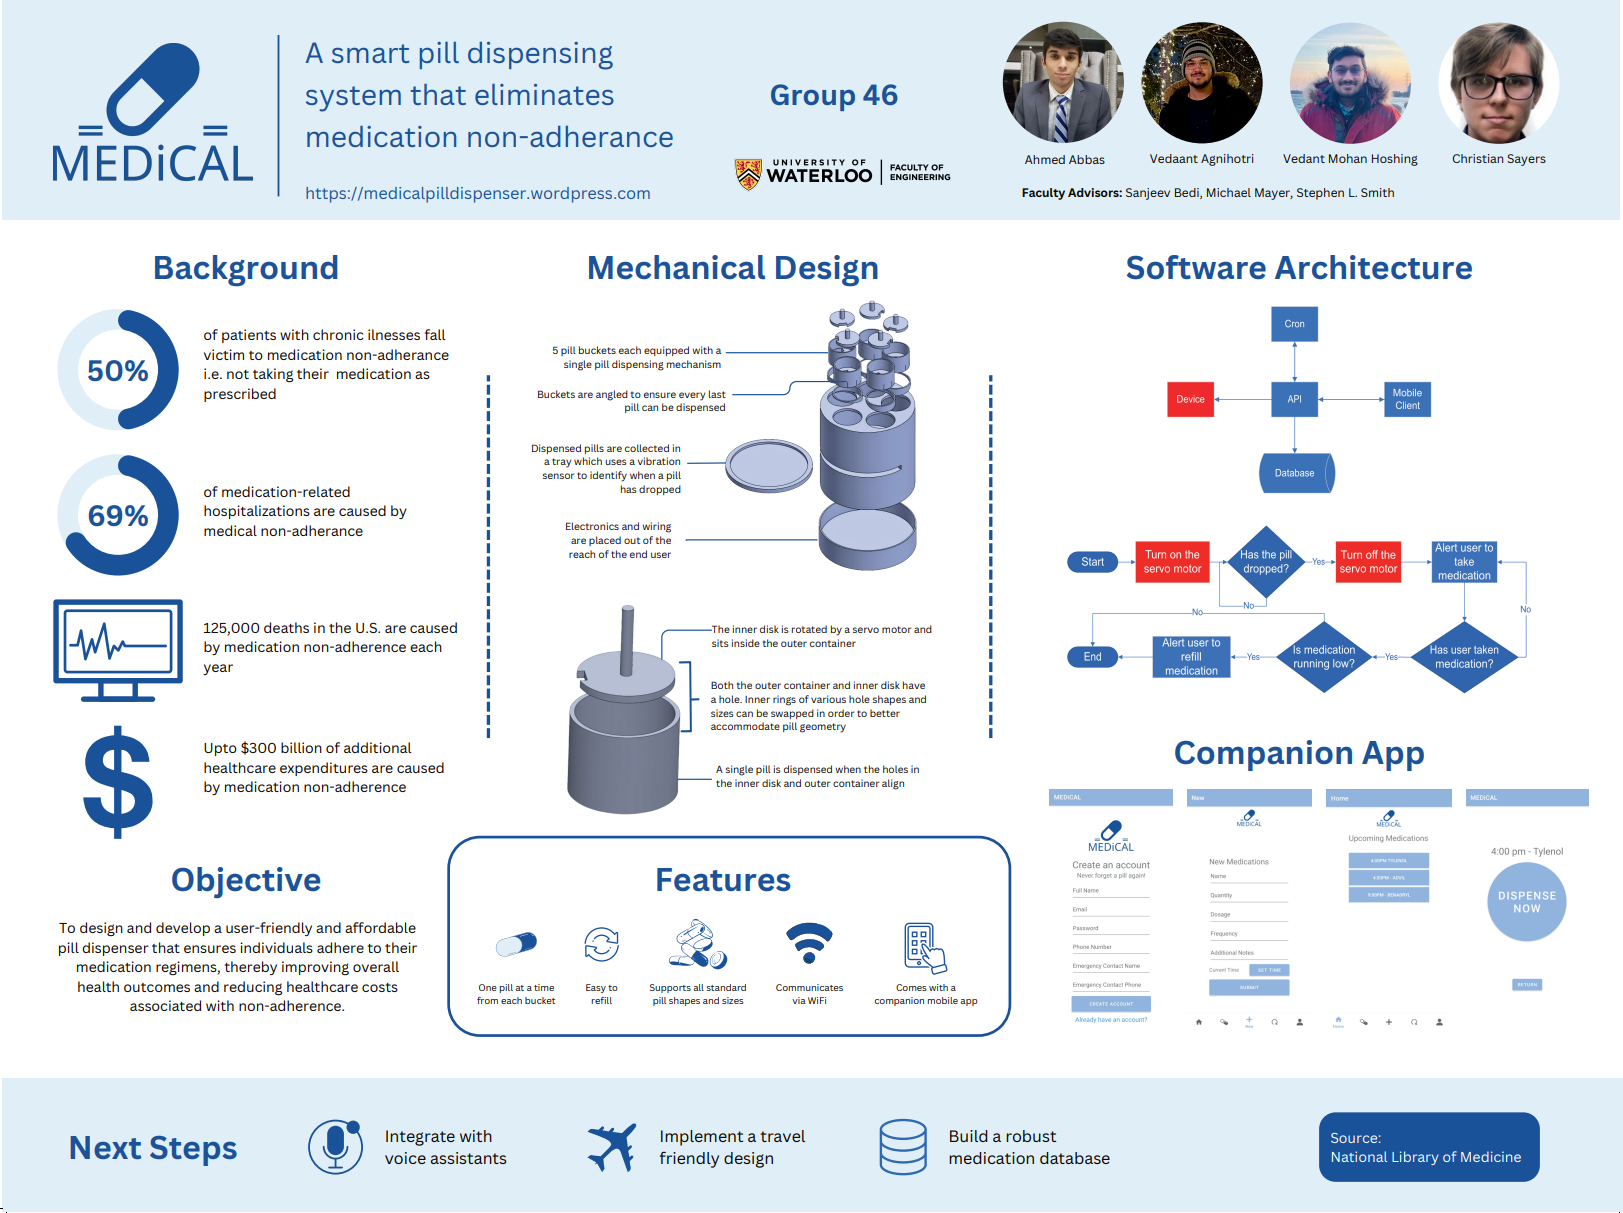 MEDiCAL
A smart pill dispensing
system that eliminates
medication non-adherance
https://medicalpilldispenser.wordpress.com
Group 46
UNIVERSITY OF
WATERLOO
FACULTY OF
ENGINEERING
Ahmed Abbas
Vedaant Agnihotri
Vedant Mohan Hoshing
Christian Sayers
Faculty Advisors: Sanjeev Bedi, Michael Mayer, Stephen L. Smith
Background
50%
of patients with chronic ilnesses fall
victim to medication non-adherance
i.e. not taking their medication as
prescribed
69%
of medication-related
hospitalizations are caused by
medical non-adherance
125,000 deaths in the U.S. are caused
by medication non-adherence each
year
$
Upto $300 billion of additional
healthcare expenditures are caused
by medication non-adherence
Objective
To design and develop a user-friendly and affordable
pill dispenser that ensures individuals adhere to their
medication regimens, thereby improving overall
health outcomes and reducing healthcare costs
associated with non-adherence.
Mechanical Design
5 pill buckets each equipped with a
single pill dispensing mechanism
Buckets are angled to ensure every last
pill can be dispensed
Dispensed pills are collected in
a tray which uses a vibration
sensor to identify when a pill
has dropped
Electronics and wiring
are placed out of the
reach of the end user
The inner disk is rotated by a servo motor and
sits inside the outer container
Both the outer container and inner disk have
a hole. Inner rings of various hole shapes and
sizes can be swapped in order to better
accommodate pill geometry
A single pill is dispensed when the holes in
the inner disk and outer container align
Features
One pill at a time
from each bucket
Easy to
refill
Supports all standard
pill shapes and sizes
Communicates
via WiFi
Comes with a
companion mobile app
Software Architecture
Cron
Device
API
Mobile
Client
Database
Start
Turn on the
servo motor
Has the pill
dropped?
Yes
Turn off the
servo motor
Alert user to
take
medication
No
No
No
End
Alert user to
refill
medication
Yes
Is medication
running low?
Yes
Has user taken
medication?
Companion App
MEDICAL
MEDiCAL
Create an account
Never forget a pill again!
Full Name
Email
Password
Phone Number
Emergency Contact Name
Emergency Contact Phone
CREATE ACCOUNT
Already have an account?
New
MEDiCAL
New Medications
Name
Quantity
Dosage
Frequency
Additional Notes
Current Time
SET TIME
SUBMIT
New
Home
MEDiCAL
Upcoming Medications
4:00PM TYLENOL
4:30PM - ADVIL
- BENADRYL
Home
MEDICAL
4:00 pm - Tylenol
DISPENSE
NOW
RETURN
Next Steps
Integrate with
voice assistants
Implement a travel
friendly design
Build a robust
medication database
Source:
National Library of Medicine